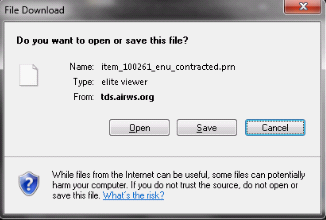 File Download
Do you want to open or save this file?
Name: item_100261_enu_contracted.prn
Type: elite viewer
From: tds.airws.org
Open Save Cancel
While files from the Internet can be useful, some files can potentially
harm your computer. If you do not trust the source, do not open or
save this file. What's the risk?